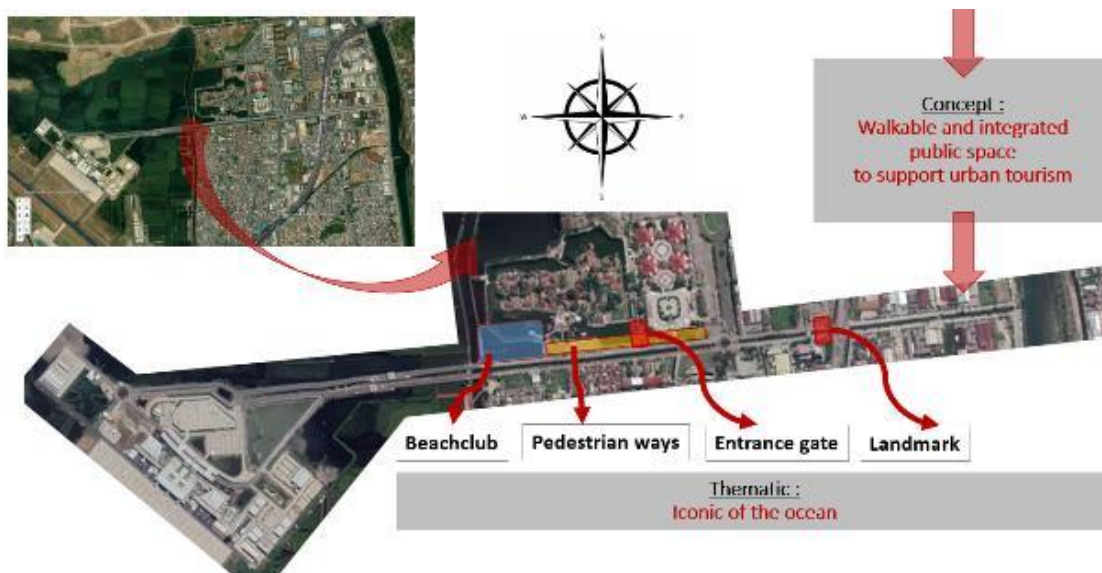 N
W
E
S
Concept :
Walkable and integrated
public space
to support urban tourism
Beachclub
Pedestrian ways
Entrance gate
Landmark
Thematic :
Iconic of the ocean